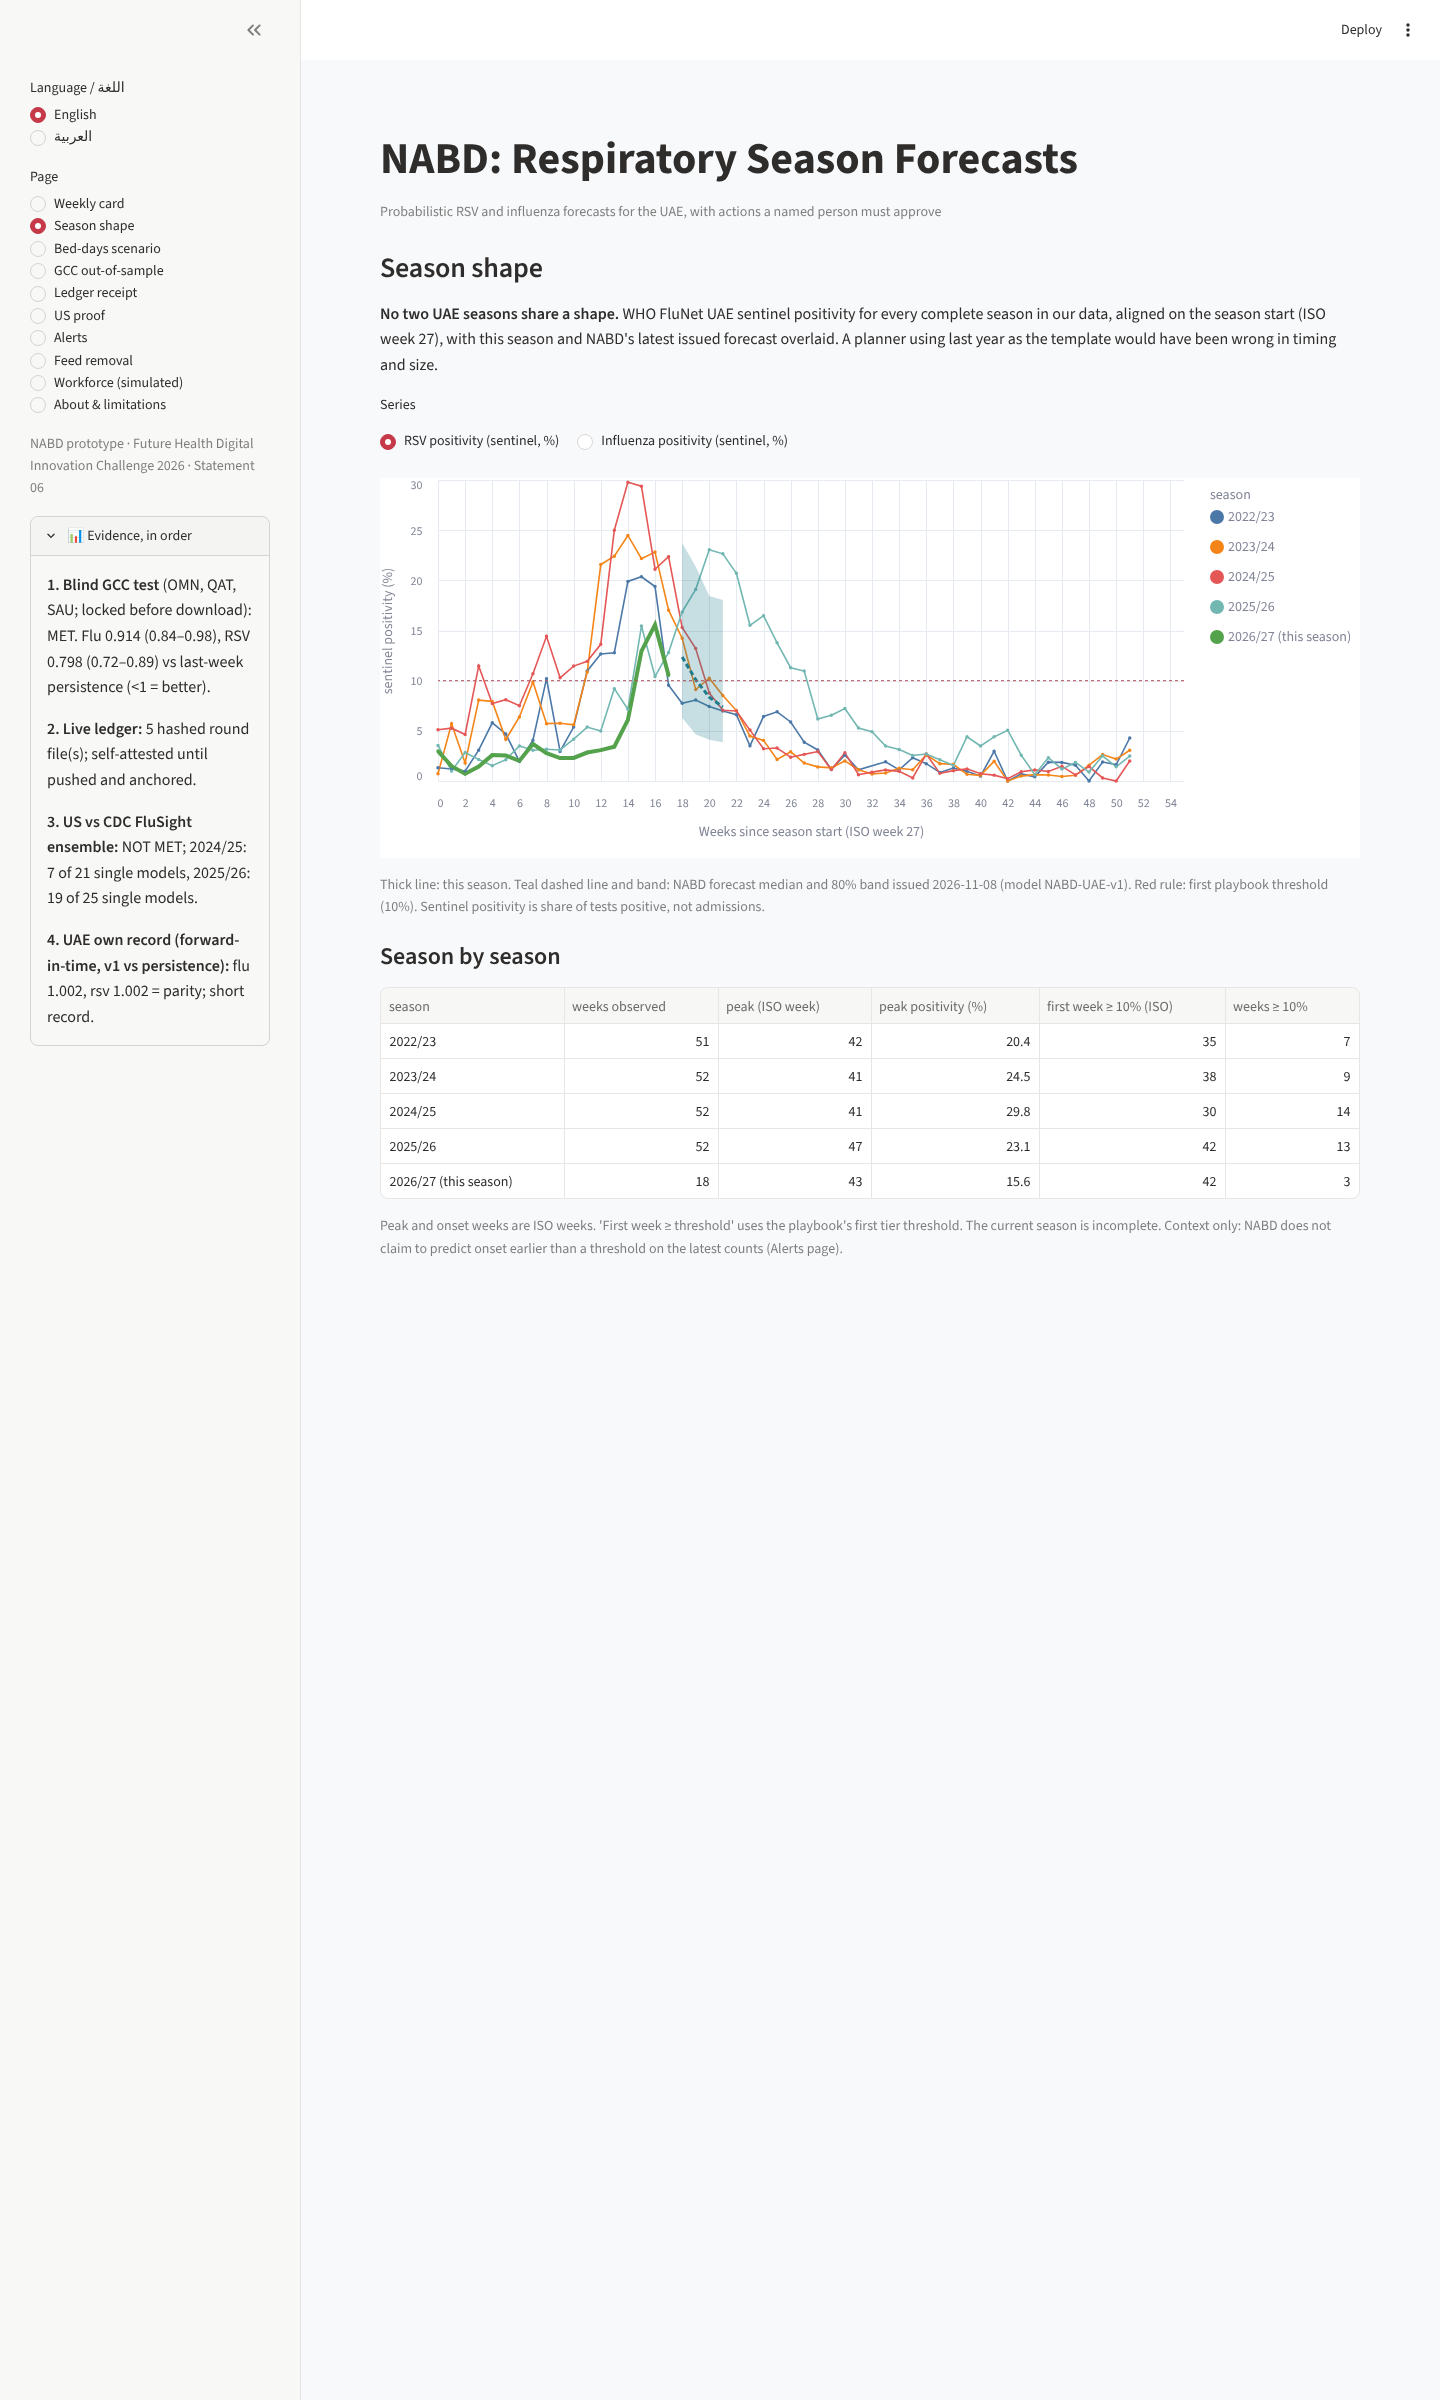 Language / اللغة
English
العربية
Page
Weekly card
Season shape
Bed-days scenario
GCC out-of-sample
Ledger receipt
US proof
Alerts
Feed removal
Workforce (simulated)
About & limitations
NABD prototype · Future Health Digital
Innovation Challenge 2026 · Statement
06
📊 Evidence, in order
1. Blind GCC test (OMN, QAT,
SAU; locked before download):
MET. Flu 0.914 (0.84–0.98), RSV
0.798 (0.72–0.89) vs last-week
persistence (<1 = better).
2. Live ledger: 5 hashed round
file(s); self-attested until
pushed and anchored.
3. US vs CDC FluSight
ensemble: NOT MET; 2024/25:
7 of 21 single models, 2025/26:
19 of 25 single models.
4. UAE own record (forward-
in-time, v1 vs persistence): flu
1.002, rsv 1.002 = parity; short
record.
Deploy
NABD: Respiratory Season Forecasts
Probabilistic RSV and influenza forecasts for the UAE, with actions a named person must approve
Season shape
No two UAE seasons share a shape. WHO FluNet UAE sentinel positivity for every complete season in our data, aligned on the season start (ISO
week 27), with this season and NABD's latest issued forecast overlaid. A planner using last year as the template would have been wrong in timing
and size.
Series
RSV positivity (sentinel, %) Influenza positivity (sentinel, %)
sentinel positivity (%)
30
25
20
15
10
5
0
0 2 4 6 8 10 12 14 16 18 20 22 24 26 28 30 32 34 36 38 40 42 44 46 48 50 52 54
Weeks since season start (ISO week 27)
season
2022/23
2023/24
2024/25
2025/26
2026/27 (this season)
Thick line: this season. Teal dashed line and band: NABD forecast median and 80% band issued 2026-11-08 (model NABD-UAE-v1). Red rule: first playbook threshold
(10%). Sentinel positivity is share of tests positive, not admissions.
Season by season
season weeks observed peak (ISO week) peak positivity (%) first week ≥ 10% (ISO) weeks ≥ 10%
2022/23 51 42 20.4 35 7
2023/24 52 41 24.5 38 9
2024/25 52 41 29.8 30 14
2025/26 52 47 23.1 42 13
2026/27 (this season) 18 43 15.6 42 3
Peak and onset weeks are ISO weeks. 'First week ≥ threshold' uses the playbook's first tier threshold. The current season is incomplete. Context only: NABD does not
claim to predict onset earlier than a threshold on the latest counts (Alerts page).